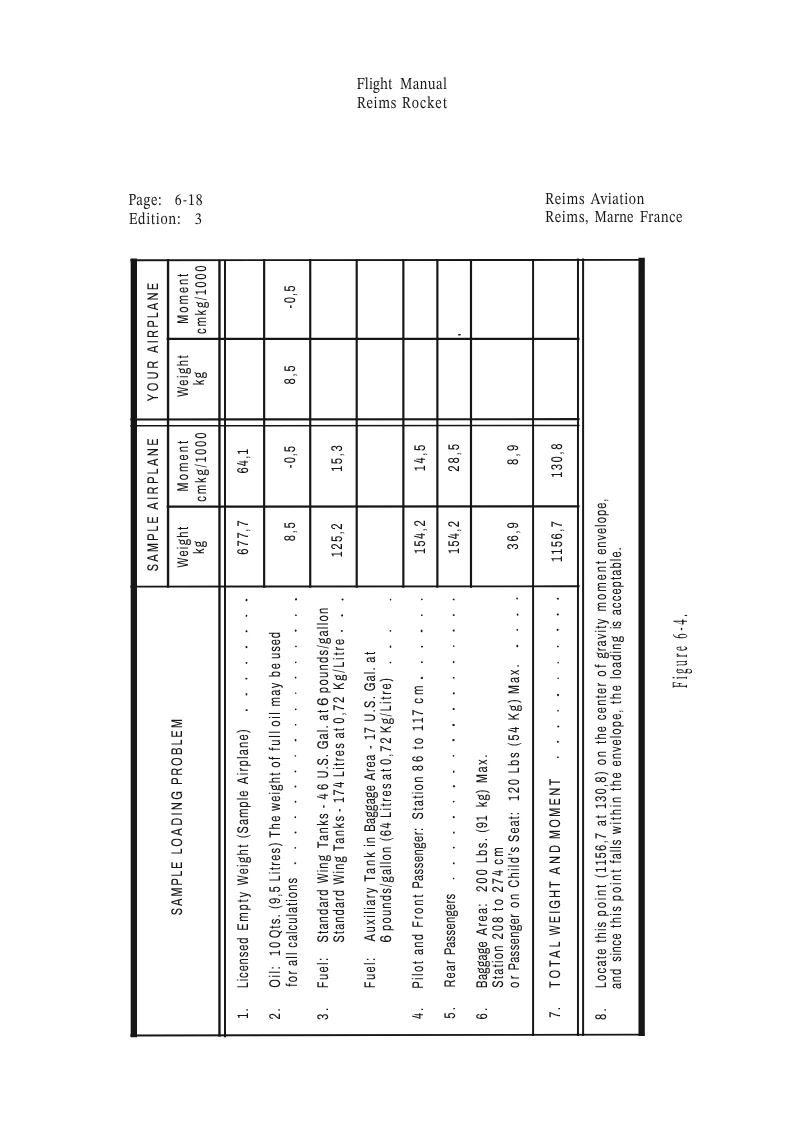 Flight Manual
Reims Rocket
Page: 6-18
Edition: 3
Reims Aviation
Reims, Marne France
SAMPLE LOADING PROBLEM
SAMPLE AIRPLANE
YOUR AIRPLANE
Weight kg
Moment cmkg/1000
Weight kg
Moment cmkg/1000
1. Licensed Empty Weight (Sample Airplane) . . . . . . . . 677,7 64,1
2. Oil: 10 Qts. (9,5 Litres) The weight of full oil may be used
for all calculations . . . . . . . . . . . . . . . . 8,5 -0,5 8,5 -0,5
3. Fuel: Standard Wing Tanks - 46 U.S. Gal. at 6 pounds/gallon
Standard Wing Tanks - 174 Litres at 0,72 Kg/Litre . . . 125,2 15,3
Fuel: Auxiliary Tank in Baggage Area - 17 U.S. Gal. at
6 pounds/gallon (64 Litres at 0,72 Kg/Litre) . . . .
4. Pilot and Front Passenger: Station 86 to 117 cm . . . . . . 154,2 14,5
5. Rear Passengers . . . . . . . . . . . . . . . . . 154,2 28,5
6. Baggage Area: 200 Lbs. (91 kg) Max.
Station 208 to 274 cm
or Passenger on Child's Seat: 120 Lbs (54 Kg) Max. . . . . 36,9 8,9
7. TOTAL WEIGHT AND MOMENT . . . . . . . . . . 1156,7 130,8
8. Locate this point (1156,7 at 130,8) on the center of gravity moment envelope,
and since this point falls within the envelope, the loading is acceptable.
Figure 6-4.